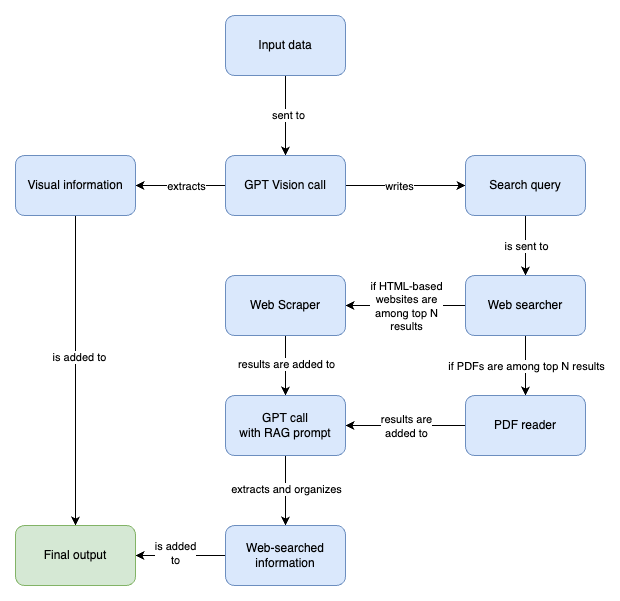 Input data
sent to
Visual information
extracts
GPT Vision call
writes
Search query
is sent to
Web Scraper
if HTML-based
websites are
among top N
results
Web searcher
is added to
results are added to
if PDFs are among top N results
GPT call
with RAG prompt
results are
added to
PDF reader
extracts and organizes
Final output
is added
to
Web-searched
information